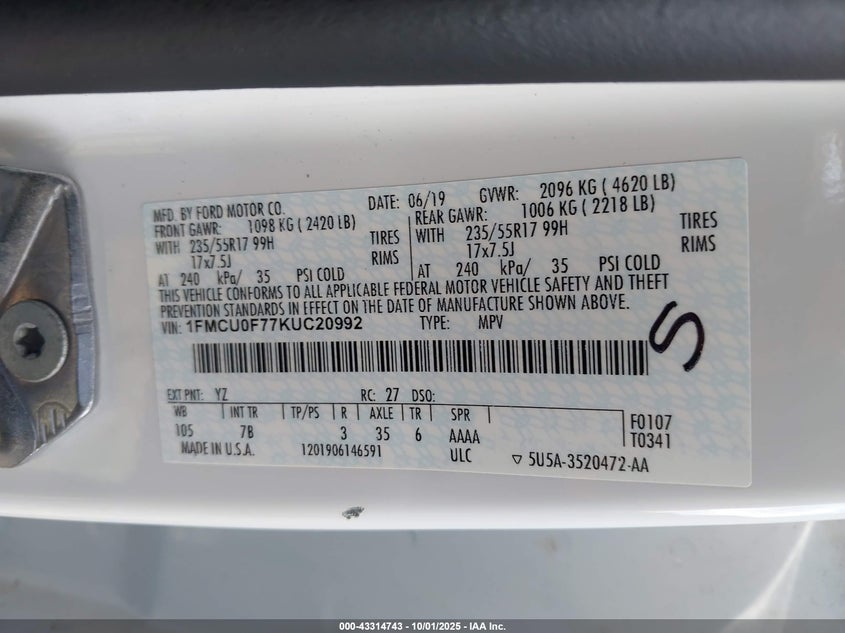 MFD. BY FORD MOTOR CO. DATE: 06/19 GVWR: 2096 KG ( 4620 LB)
FRONT GAWR: 1098 KG ( 2420 LB) REAR GAWR: 1006 KG ( 2218 LB)
WITH 235/55R17 99H TIRES WITH 235/55R17 99H TIRES
17x7.5J RIMS 17x7.5J RIMS
AT 240 kPa/ 35 PSI COLD AT 240 kPa/ 35 PSI COLD
THIS VEHICLE CONFORMS TO ALL APPLICABLE FEDERAL MOTOR VEHICLE SAFETY AND THEFT
PREVENTION STANDARDS IN EFFECT ON THE DATE OF MANUFACTURE SHOWN ABOVE.
VIN: 1FMCU0F77KUC20992 TYPE: MPV
S
EXT PNT: YZ RC: 27 DSO:
WB INT TR TP/PS R AXLE TR SPR F0107
105 7B 3 35 6 AAAA T0341
MADE IN U.S.A. 1201906146591 ULC ▽ 5U5A-3520472-AA
000-43314743 | 10/01/2025 - IAA Inc.